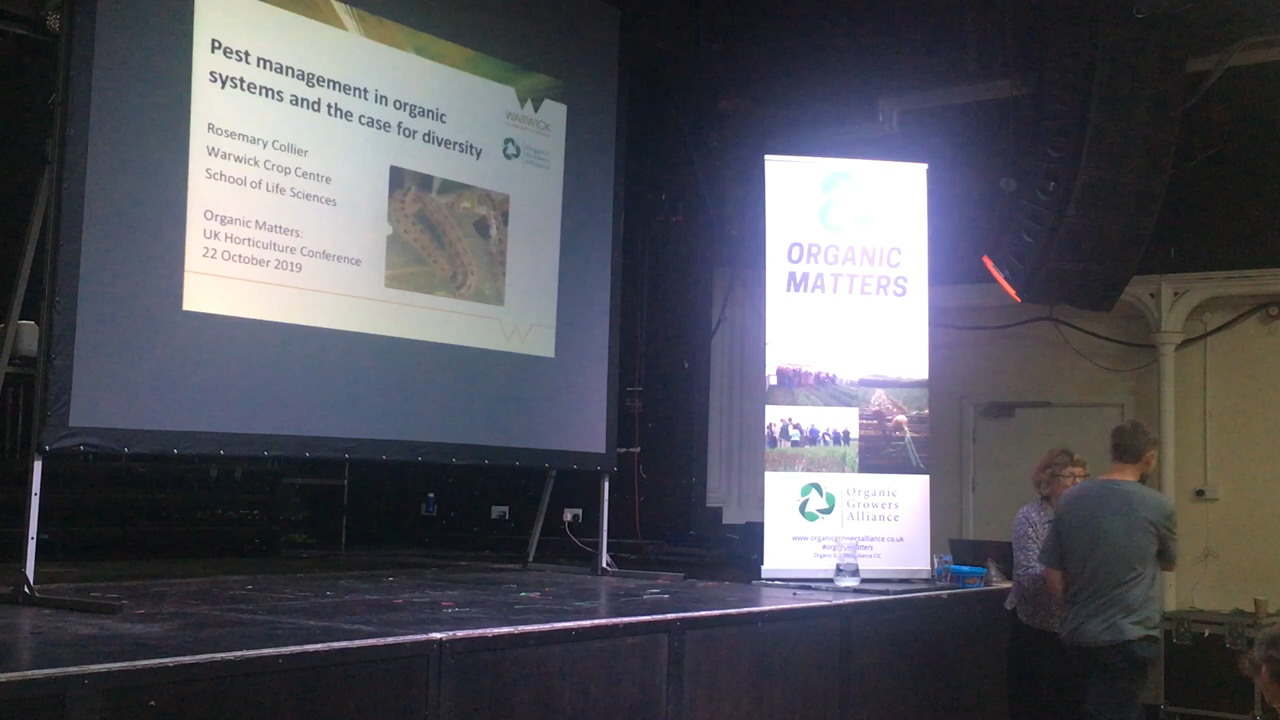 Pest management in organic
systems and the case for diversity
Rosemary Collier
Warwick Crop Centre
School of Life Sciences
Organic Matters:
UK Horticulture Conference
22 October 2019
WARWICK
Organic
Growers
Alliance
ORGANIC
MATTERS
Organic
Growers
Alliance
www.organicgrowersalliance.co.uk